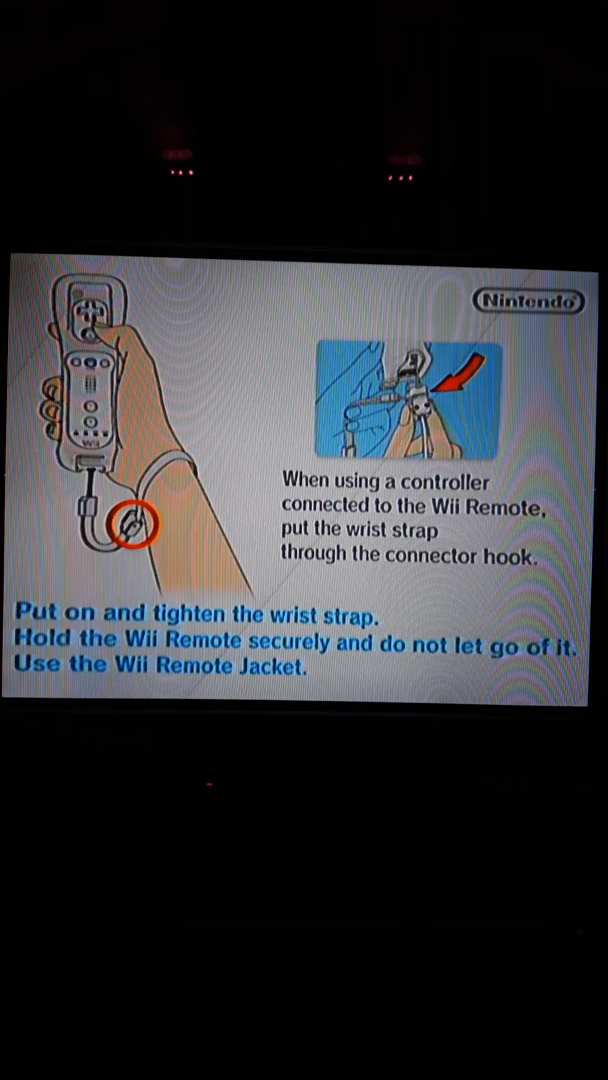 Nintendo
Wii
When using a controller
connected to the Wii Remote,
put the wrist strap
through the connector hook.
Put on and tighten the wrist strap.
Hold the Wii Remote securely and do not let go of it.
Use the Wii Remote Jacket.